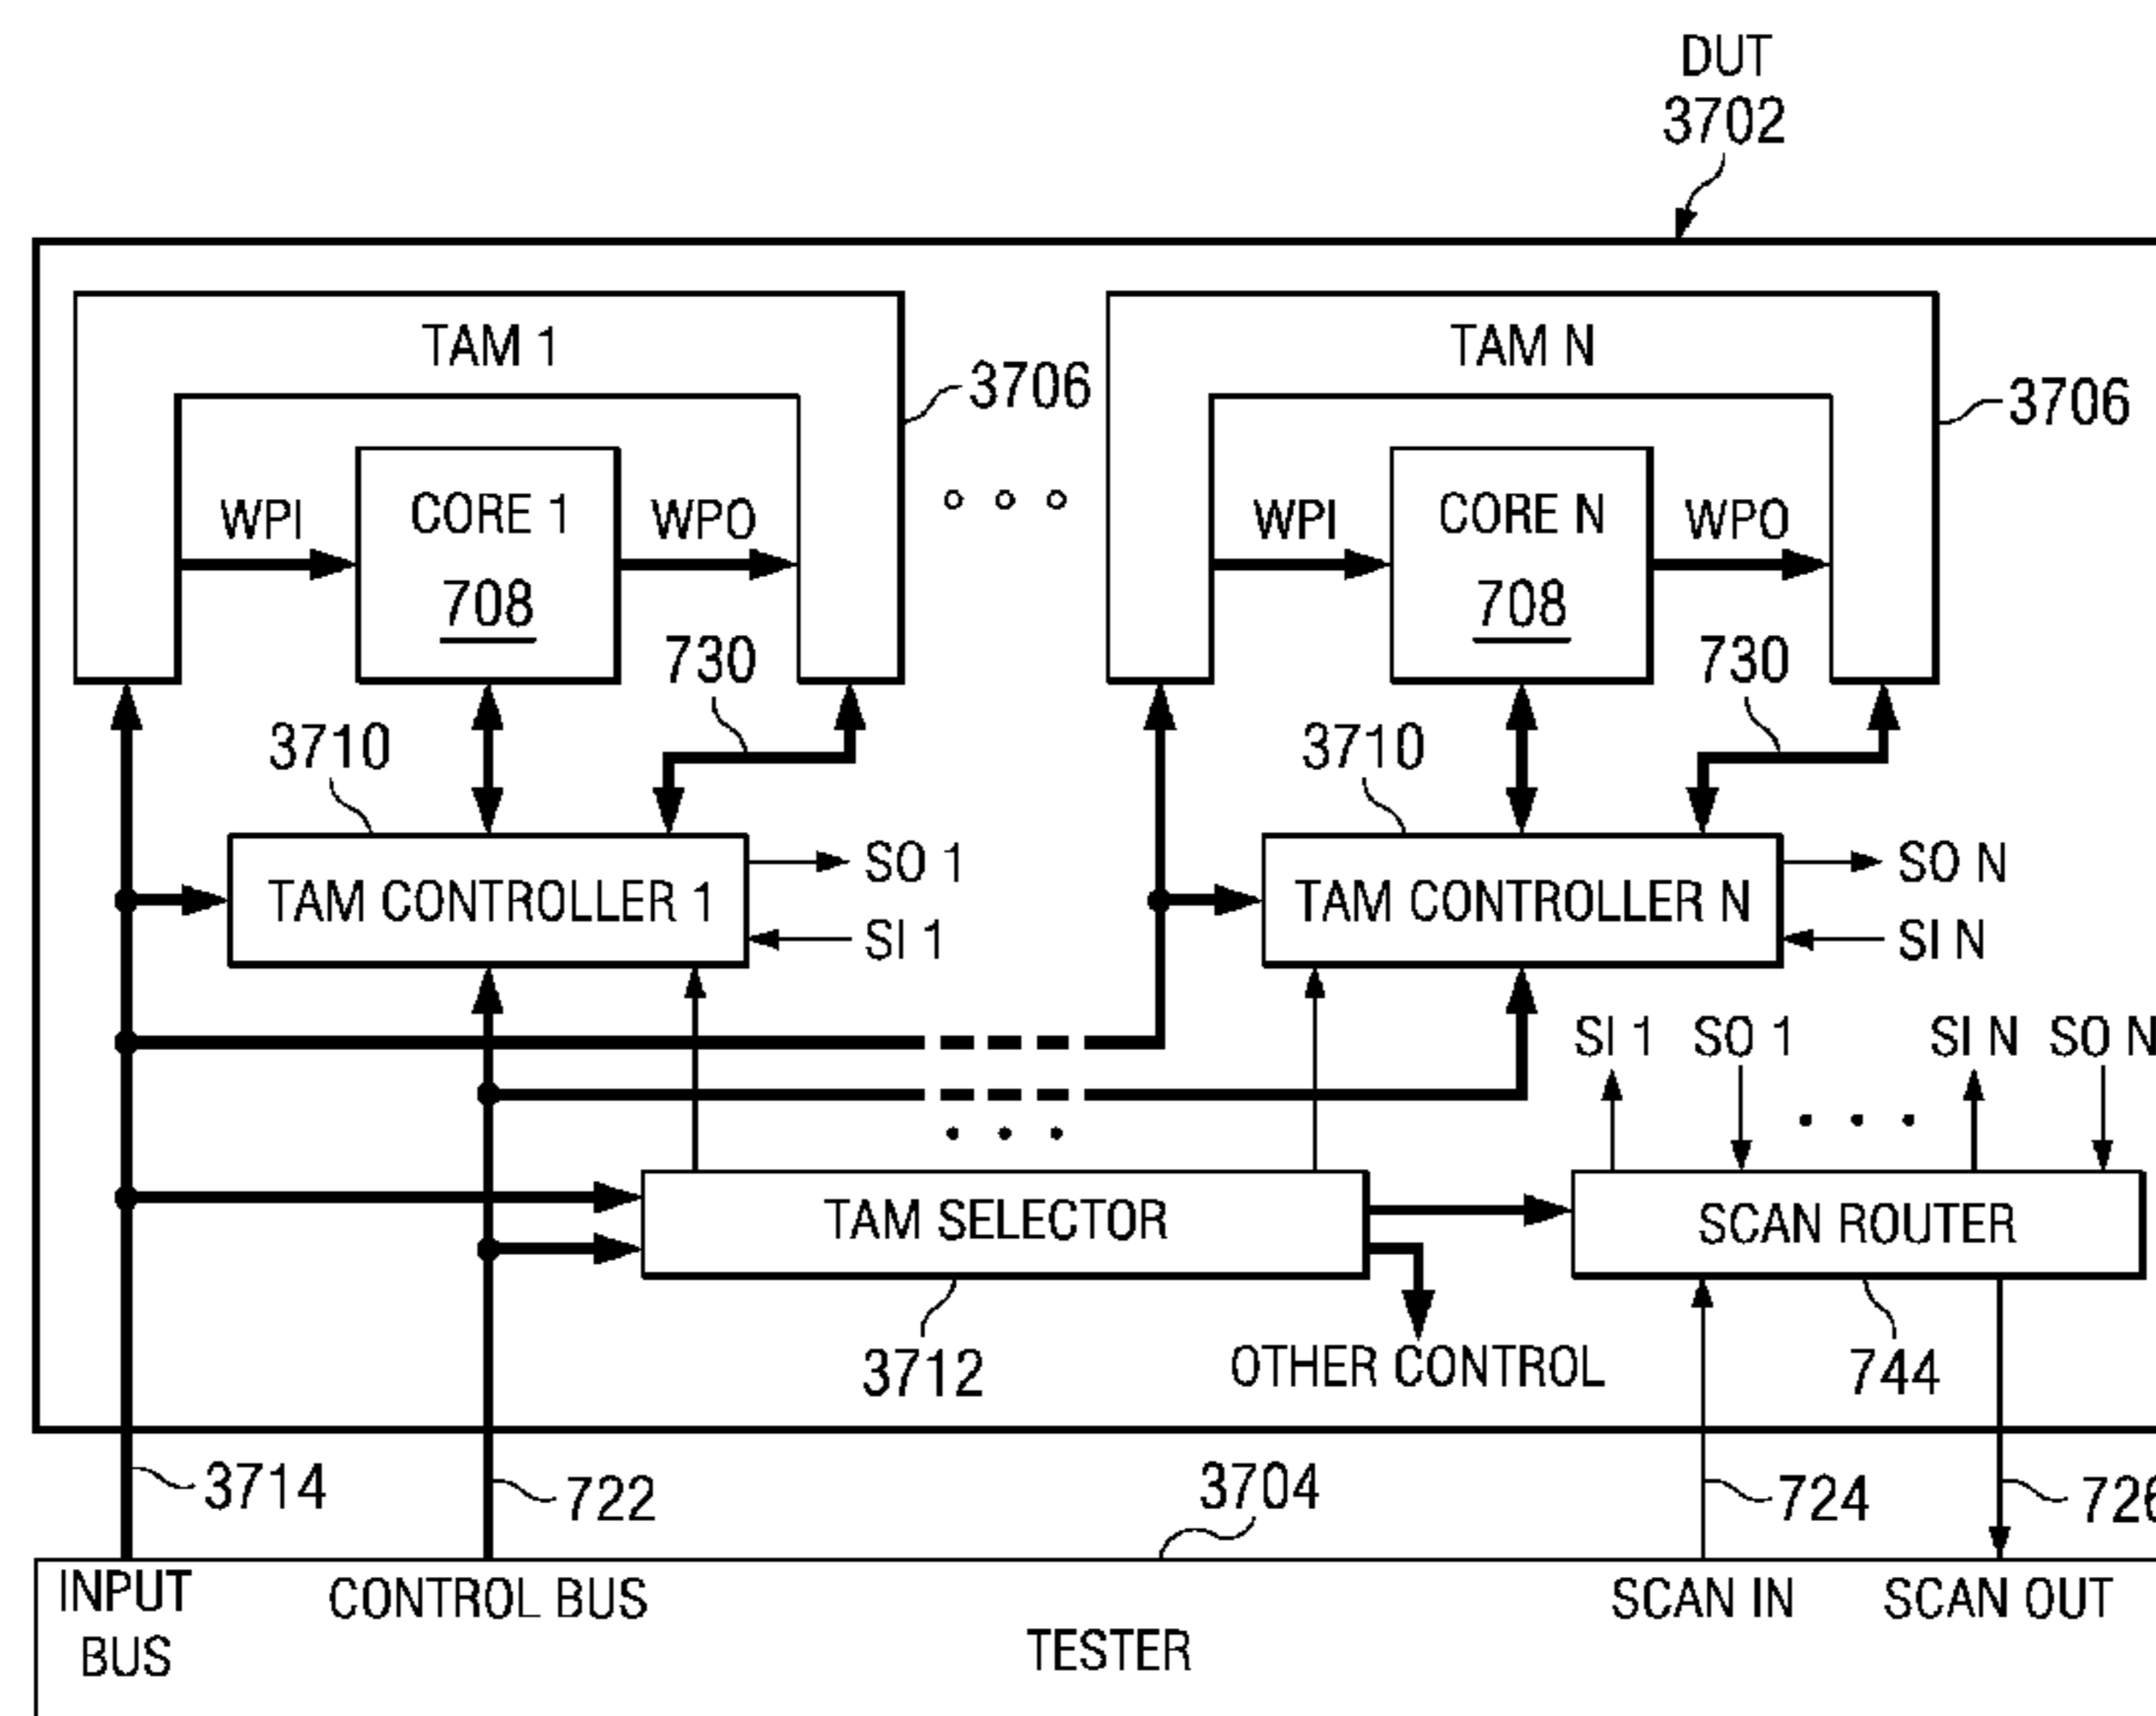 DUT
3702
TAM 1
TAM N
3706
3706
WPI
CORE 1
WPO
WPI
CORE N
WPO
708
708
730
730
3710
3710
SO 1
SO N
TAM CONTROLLER 1
TAM CONTROLLER N
SI 1
SI N
SI 1
SO 1
SI N
SO N
TAM SELECTOR
SCAN ROUTER
3712
OTHER CONTROL
744
3714
722
3704
724
726
INPUT
BUS
CONTROL BUS
SCAN IN
SCAN OUT
TESTER